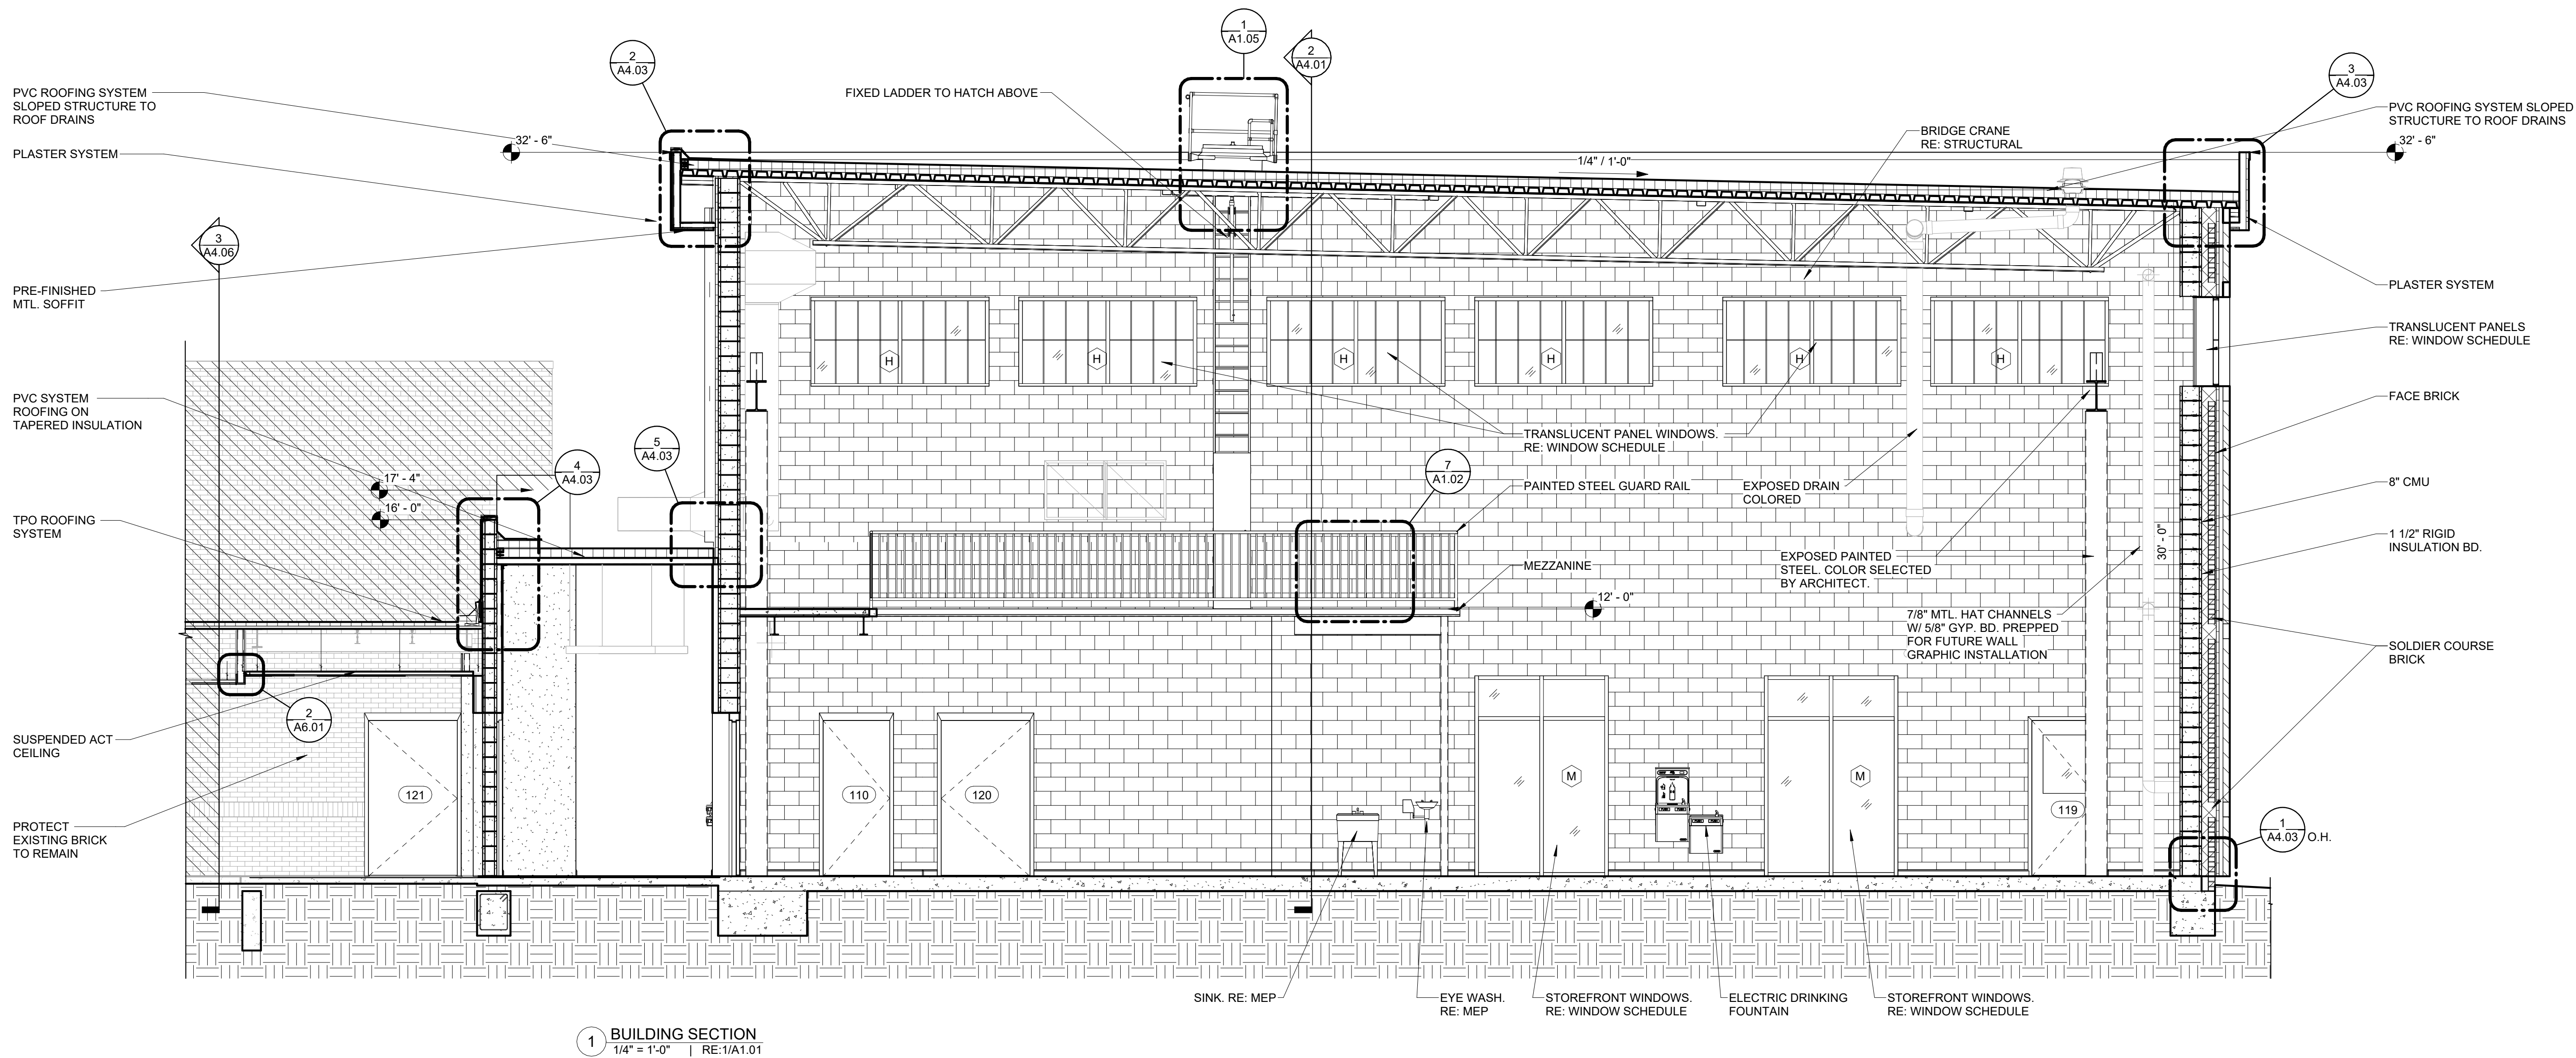 1
A1.05
2
A4.03
2
A4.01
3
A4.03
PVC ROOFING SYSTEM
SLOPED STRUCTURE TO
ROOF DRAINS
FIXED LADDER TO HATCH ABOVE
PVC ROOFING SYSTEM SLOPED
STRUCTURE TO ROOF DRAINS
BRIDGE CRANE
RE: STRUCTURAL
32' - 6"
32' - 6"
PLASTER SYSTEM
1/4" / 1'-0"
3
A4.06
PRE-FINISHED
MTL. SOFFIT
PLASTER SYSTEM
TRANSLUCENT PANELS
RE: WINDOW SCHEDULE
H
H
H
H
H
H
PVC SYSTEM
ROOFING ON
TAPERED INSULATION
FACE BRICK
5
A4.03
TRANSLUCENT PANEL WINDOWS.
RE: WINDOW SCHEDULE
4
A4.03
7
A1.02
17' - 4"
PAINTED STEEL GUARD RAIL
EXPOSED DRAIN
COLORED
8" CMU
16' - 0"
TPO ROOFING
SYSTEM
1 1/2" RIGID
INSULATION BD.
30' - 0"
EXPOSED PAINTED
STEEL. COLOR SELECTED
BY ARCHITECT.
MEZZANINE
12' - 0"
7/8" MTL. HAT CHANNELS
W/ 5/8" GYP. BD. PREPPED
FOR FUTURE WALL
GRAPHIC INSTALLATION
SOLDIER COURSE
BRICK
2
A6.01
SUSPENDED ACT
CEILING
M
M
121
110
120
119
PROTECT
EXISTING BRICK
TO REMAIN
1
A4.03
O.H.
SINK. RE: MEP
EYE WASH.
RE: MEP
STOREFRONT WINDOWS.
RE: WINDOW SCHEDULE
ELECTRIC DRINKING
FOUNTAIN
STOREFRONT WINDOWS.
RE: WINDOW SCHEDULE
1
BUILDING SECTION
1/4" = 1'-0" | RE:1/A1.01